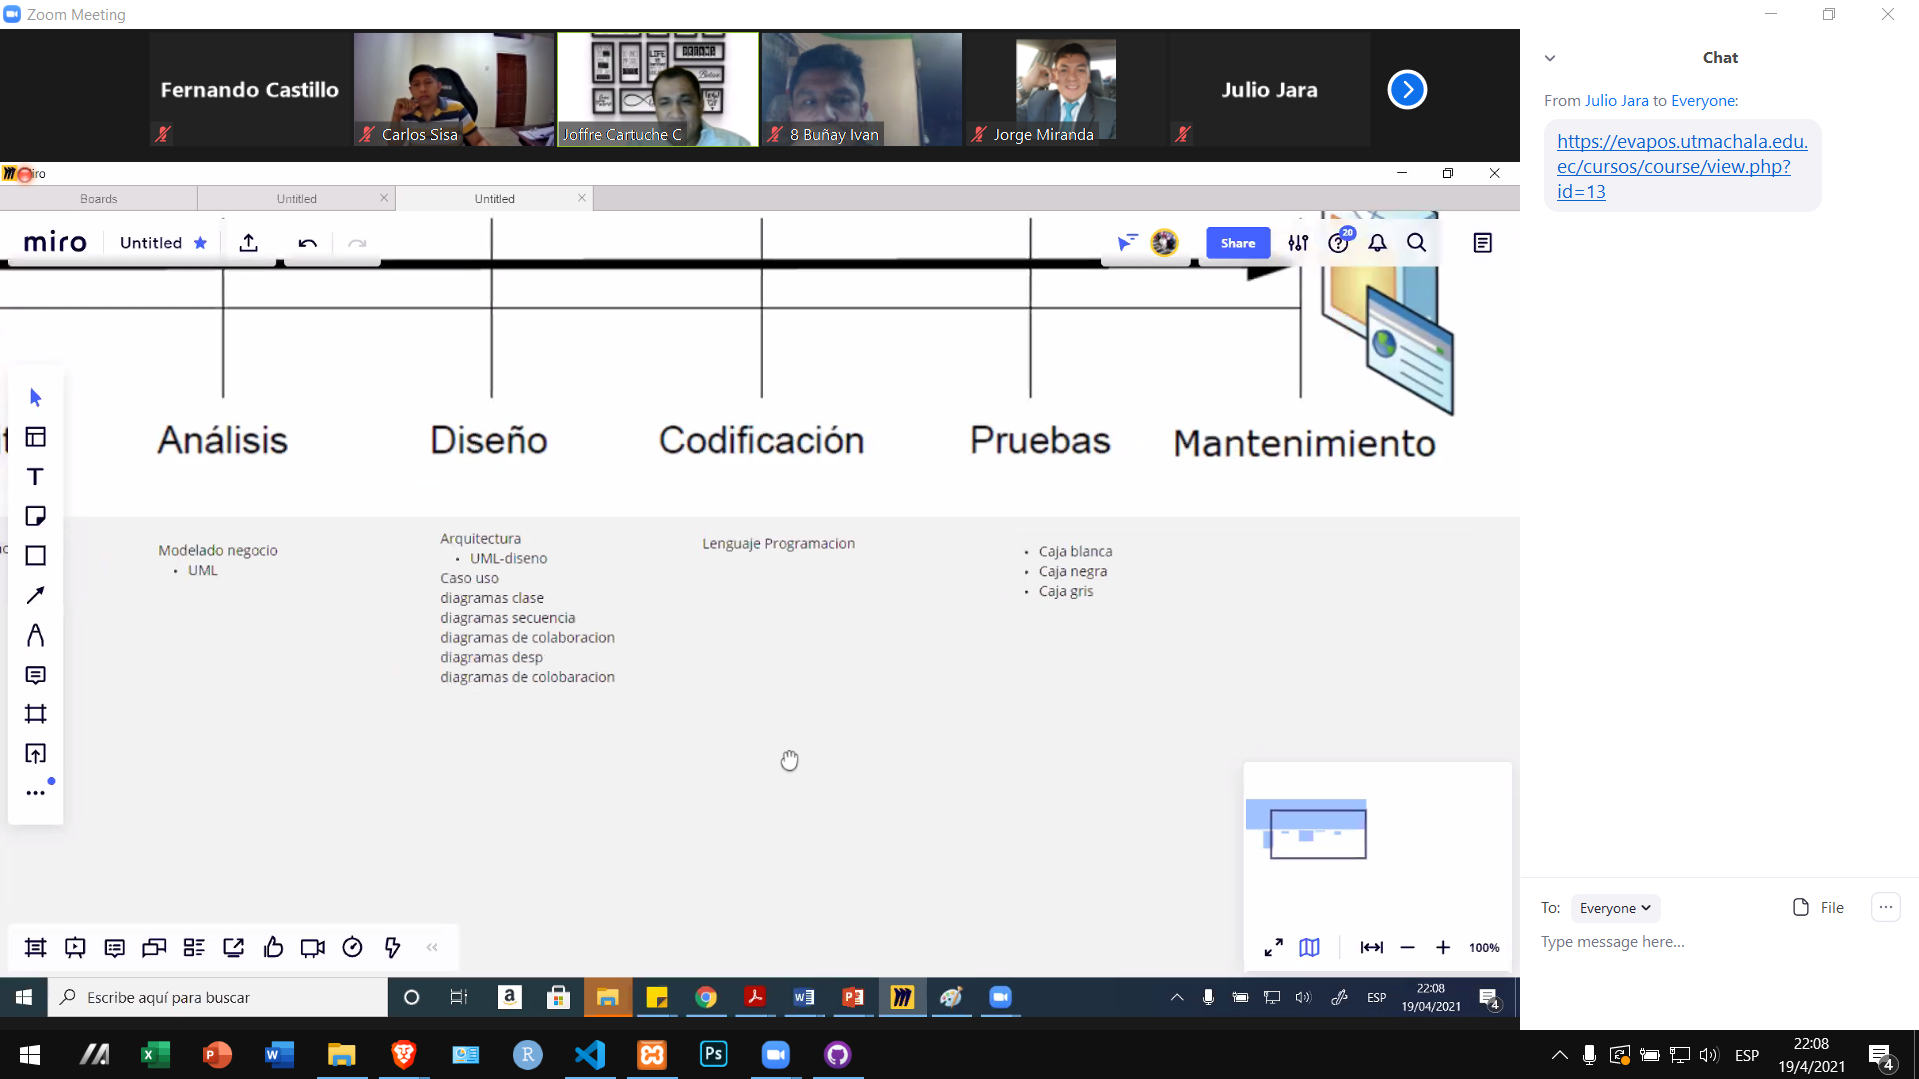 Zoom Meeting
Fernando Castillo
Carlos Sisa
Joffre Cartuche C
8 Buñay Ivan
Jorge Miranda
Julio Jara
Chat
From Julio Jara to Everyone:
https://evapos.utmachala.edu.
ec/cursos/course/view.php?
id=13
Boards
Untitled
Untitled
miro
Untitled
Share
20
Análisis
Diseño
Codificación
Pruebas
Mantenimiento
Modelado negocio
• UML
Arquitectura
• UML-diseno
Caso uso
diagramas clase
diagramas secuencia
diagramas de colaboracion
diagramas desp
diagramas de colobaracion
Lenguaje Programacion
• Caja blanca
• Caja negra
• Caja gris
100%
To: Everyone
File
Type message here...
Escribe aquí para buscar
ESP
22:08
19/04/2021
4
ESP
22:08
19/4/2021
4